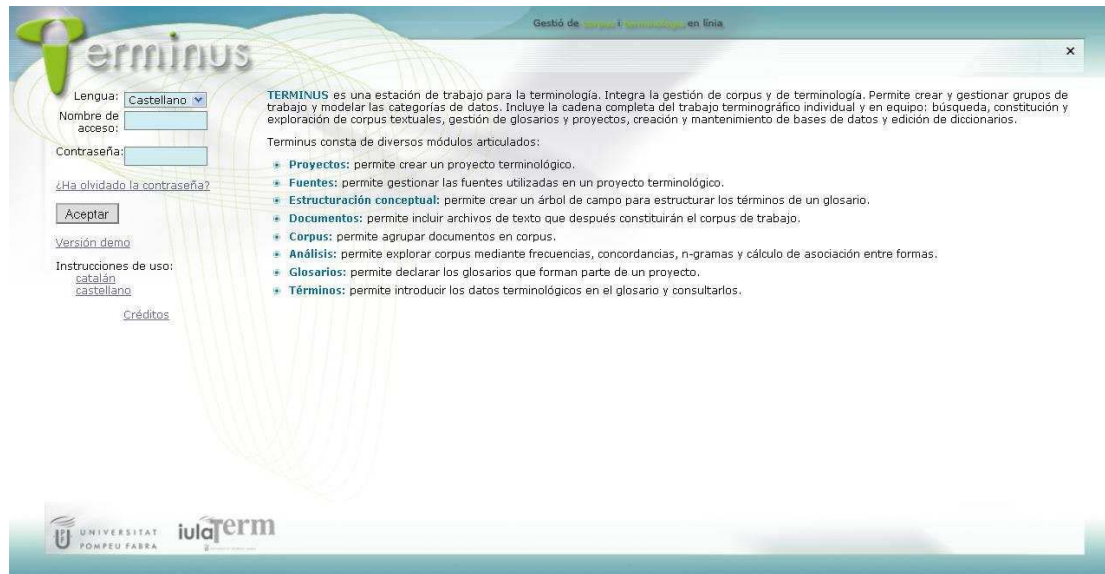 Gestió de corpus i terminologia en línia
Terminus
×
Lengua: Castellano
Nombre de
acceso:
Contraseña:
¿Ha olvidado la contraseña?
Aceptar
Versión demo
Instrucciones de uso:
catalán
castellano
Créditos
TERMINUS es una estación de trabajo para la terminología. Integra la gestión de corpus y de terminología. Permite crear y gestionar grupos de
trabajo y modelar las categorías de datos. Incluye la cadena completa del trabajo terminográfico individual y en equipo: búsqueda, constitución y
exploración de corpus textuales, gestión de glosarios y proyectos, creación y mantenimiento de bases de datos y edición de diccionarios.
Terminus consta de diversos módulos articulados:
Proyectos: permite crear un proyecto terminológico.
Fuentes: permite gestionar las fuentes utilizadas en un proyecto terminológico.
Estructuración conceptual: permite crear un árbol de campo para estructurar los términos de un glosario.
Documentos: permite incluir archivos de texto que después constituirán el corpus de trabajo.
Corpus: permite agrupar documentos en corpus.
Análisis: permite explorar corpus mediante frecuencias, concordancias, n-gramas y cálculo de asociación entre formas.
Glosarios: permite declarar los glosarios que forman parte de un proyecto.
Términos: permite introducir los datos terminológicos en el glosario y consultarlos.
UNIVERSITAT
POMPEU FABRA
iulaTerm